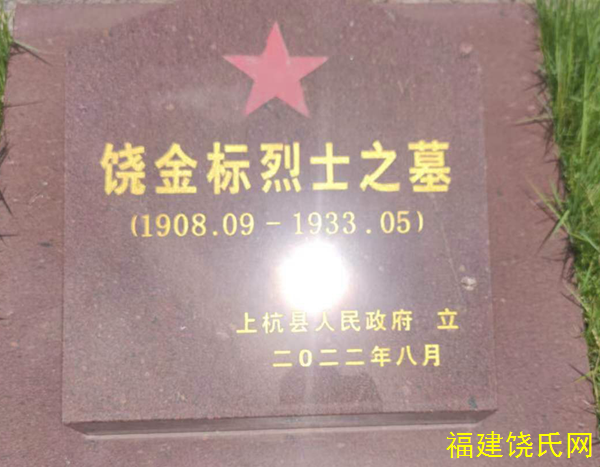 饶金标烈士之墓
(1908.09-1933.05)
上杭县人民政府 立
二〇二二年八月
福建饶氏网